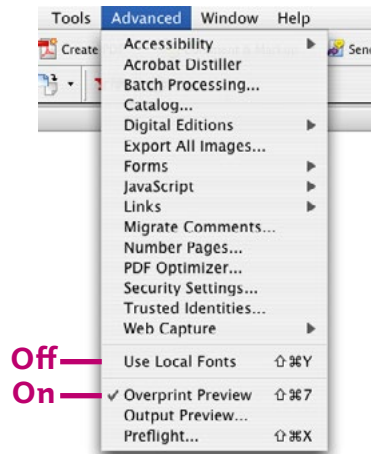 Tools Advanced Window Help
Create Send
Accessibility
Acrobat Distiller
Batch Processing...
Catalog...
Digital Editions
Export All Images...
Forms
JavaScript
Links
Migrate Comments...
Number Pages...
PDF Optimizer...
Security Settings...
Trusted Identities...
Web Capture
Off Use Local Fonts ⇧⌘Y
On ✓ Overprint Preview ⇧⌘7
Output Preview...
Preflight... ⇧⌘X